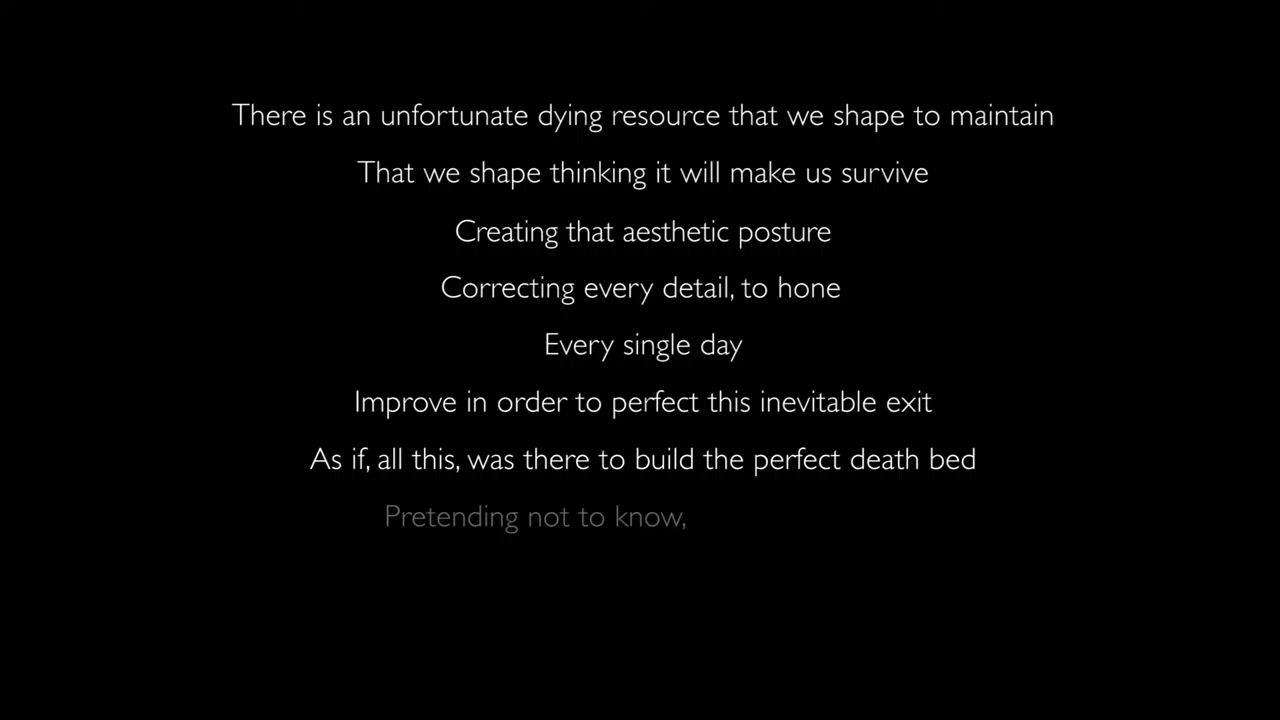 There is an unfortunate dying resource that we shape to maintain
That we shape thinking it will make us survive
Creating that aesthetic posture
Correcting every detail, to hone
Every single day
Improve in order to perfect this inevitable exit
As if, all this, was there to build the perfect death bed
Pretending not to know,